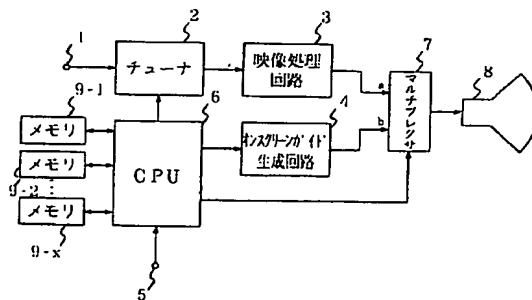 1
2
3
チューナ
映像処理
回路
7
マルチプレクサ
a
b
8
9-1
メモリ
6
4
メモリ
9-2
CPU
オンスクリーンガイド
生成回路
メモリ
9-x
5